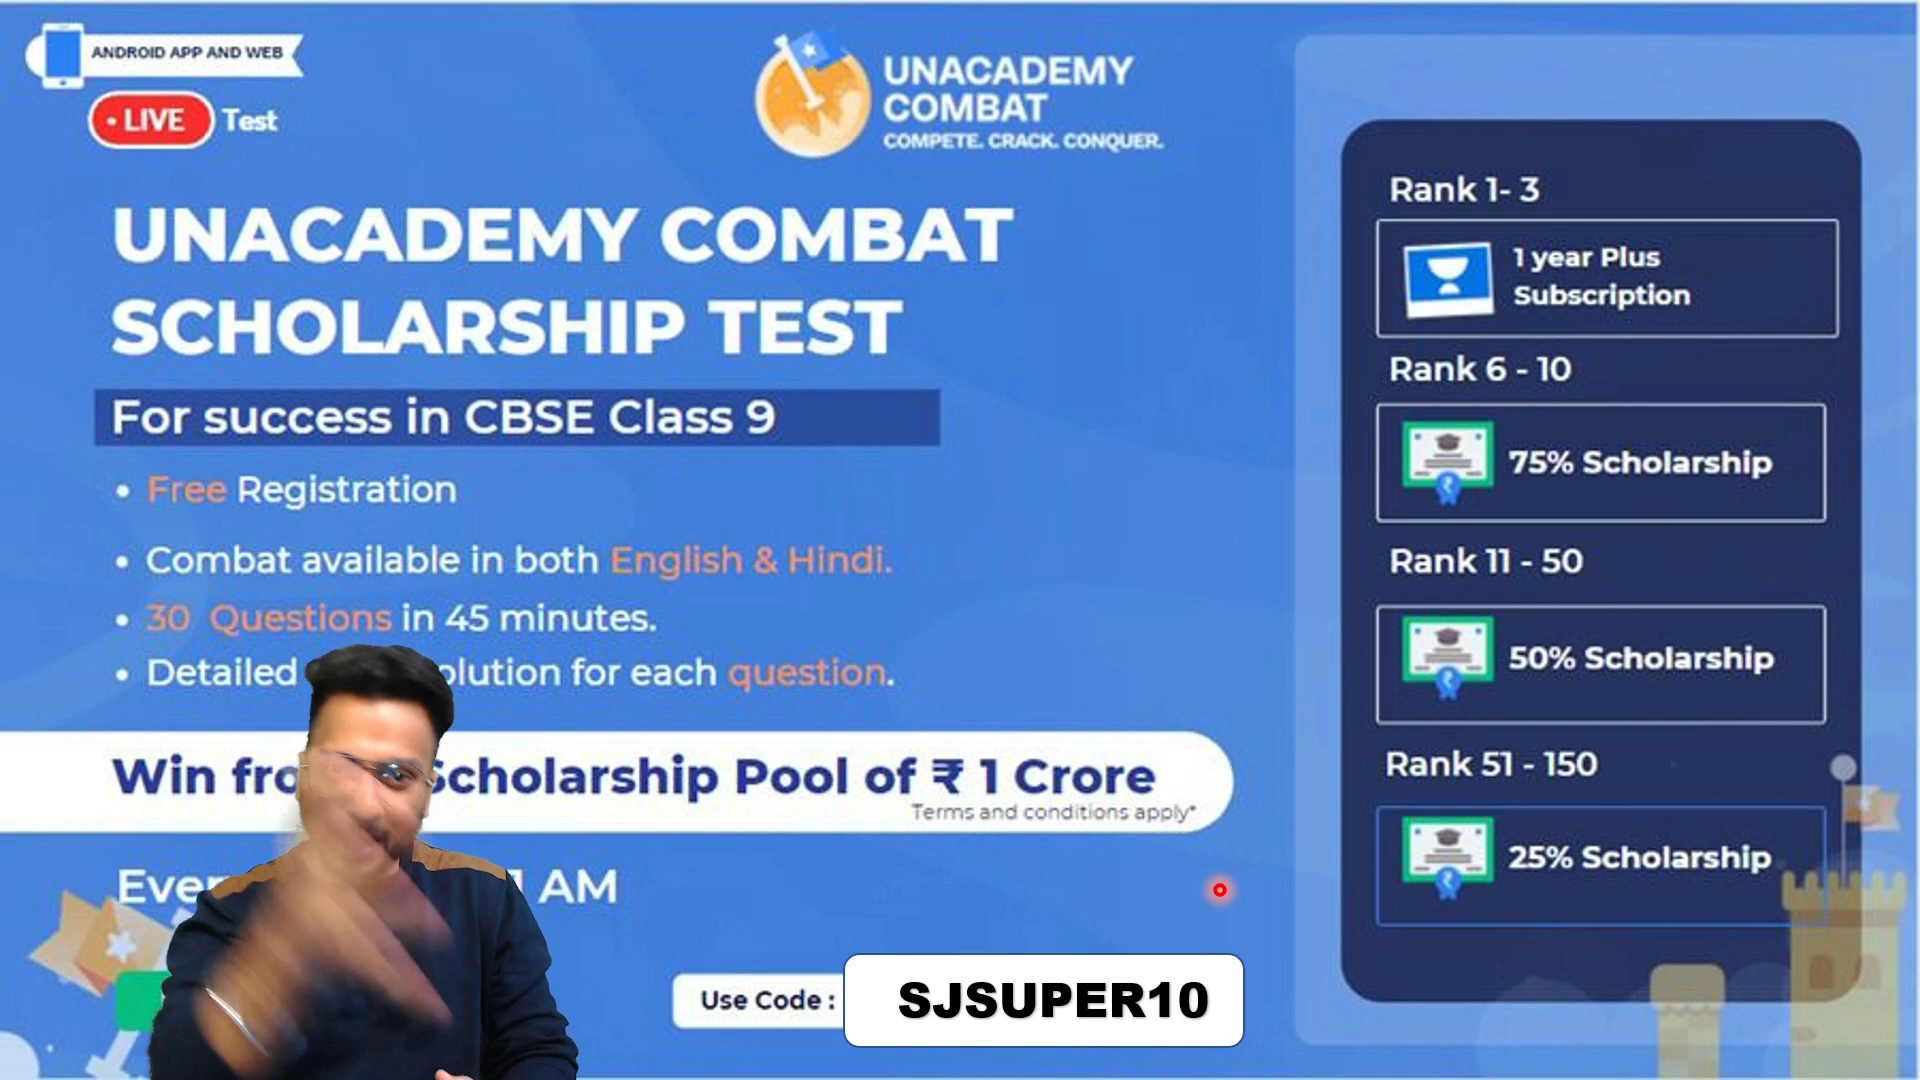 ANDROID APP AND WEB
• LIVE Test
UNACADEMY
COMBAT
COMPETE. CRACK. CONQUER.
UNACADEMY COMBAT
SCHOLARSHIP TEST
For success in CBSE Class 9
• Free Registration
• Combat available in both English & Hindi.
• 30 Questions in 45 minutes.
• Detailed for each question.
Win Scholarship Pool of ₹ 1 Crore
Terms and conditions apply*
AM
Use Code :
SJSUPER10
Rank 1- 3
1 year Plus
Subscription
Rank 6 - 10
75% Scholarship
Rank 11 - 50
50% Scholarship
Rank 51 - 150
25% Scholarship